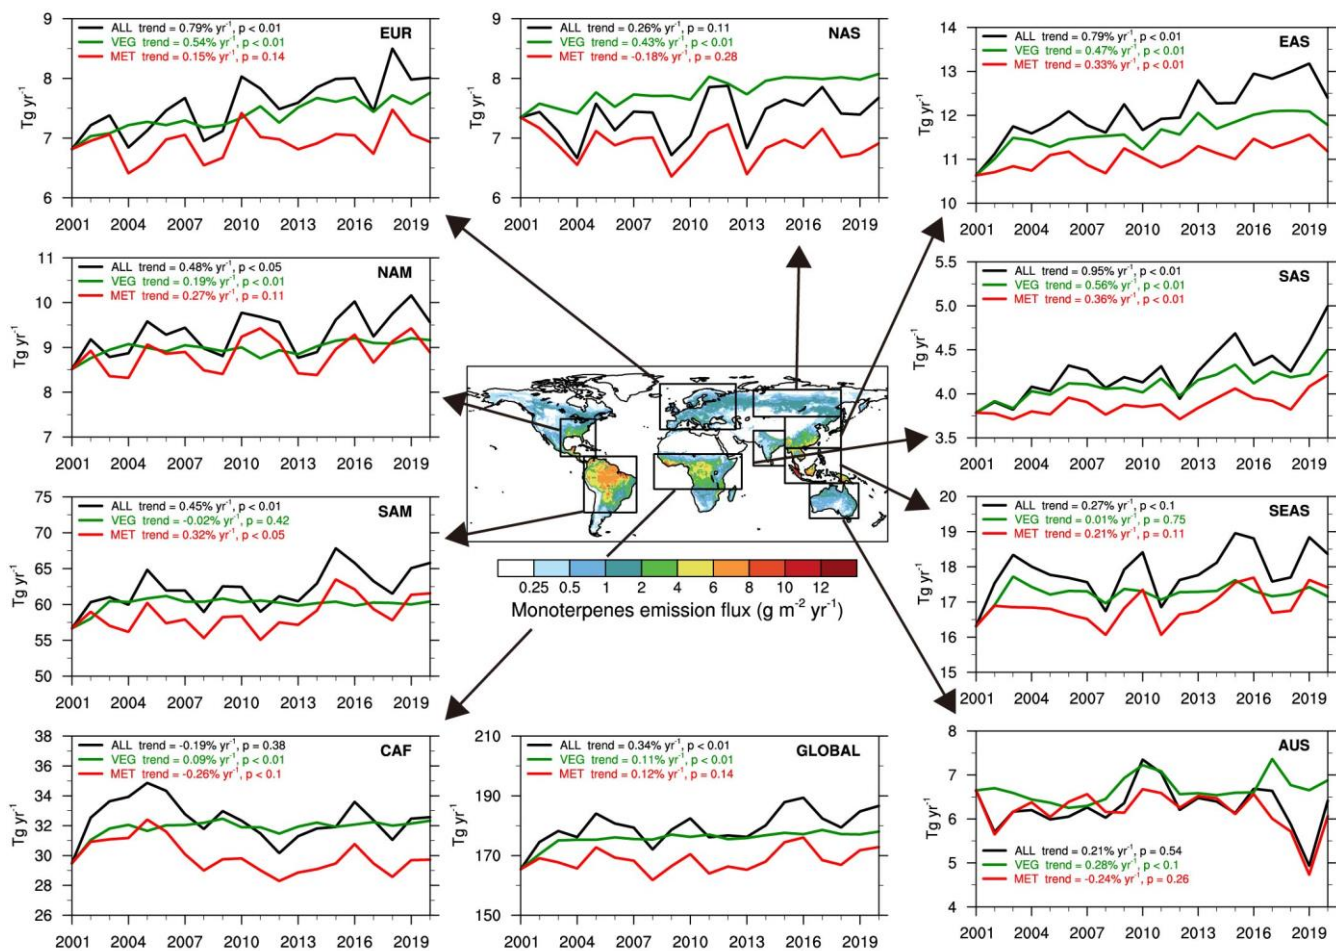 9
8
7
6
Tg yr-1
ALL trend = 0.79% yr-1, p < 0.01
VEG trend = 0.54% yr-1, p < 0.01
MET trend = 0.15% yr-1, p = 0.14
EUR
2001 2004 2007 2010 2013 2016 2019
9
8
7
6
Tg yr-1
ALL trend = 0.26% yr-1, p = 0.11
VEG trend = 0.43% yr-1, p < 0.01
MET trend = -0.18% yr-1, p = 0.28
NAS
2001 2004 2007 2010 2013 2016 2019
14
13
12
11
10
Tg yr-1
ALL trend = 0.79% yr-1, p < 0.01
VEG trend = 0.47% yr-1, p < 0.01
MET trend = 0.33% yr-1, p < 0.01
EAS
2001 2004 2007 2010 2013 2016 2019
11
10
9
8
7
Tg yr-1
ALL trend = 0.48% yr-1, p < 0.05
VEG trend = 0.19% yr-1, p < 0.01
MET trend = 0.27% yr-1, p = 0.11
NAM
2001 2004 2007 2010 2013 2016 2019
5.5
5.0
4.5
4.0
3.5
Tg yr-1
ALL trend = 0.95% yr-1, p < 0.01
VEG trend = 0.56% yr-1, p < 0.01
MET trend = 0.36% yr-1, p < 0.01
SAS
2001 2004 2007 2010 2013 2016 2019
75
70
65
60
55
50
Tg yr-1
ALL trend = 0.45% yr-1, p < 0.01
VEG trend = -0.02% yr-1, p = 0.42
MET trend = 0.32% yr-1, p < 0.05
SAM
2001 2004 2007 2010 2013 2016 2019
0.25 0.5 1 2 4 6 8 10 12
Monoterpenes emission flux (g m-2 yr-1)
20
19
18
17
16
15
Tg yr-1
ALL trend = 0.27% yr-1, p < 0.1
VEG trend = 0.01% yr-1, p = 0.75
MET trend = 0.21% yr-1, p = 0.11
SEAS
2001 2004 2007 2010 2013 2016 2019
38
36
34
32
30
28
26
Tg yr-1
ALL trend = -0.19% yr-1, p = 0.38
VEG trend = 0.09% yr-1, p < 0.01
MET trend = -0.26% yr-1, p < 0.1
CAF
2001 2004 2007 2010 2013 2016 2019
210
190
170
150
Tg yr-1
ALL trend = 0.34% yr-1, p < 0.01
VEG trend = 0.11% yr-1, p < 0.01
MET trend = 0.12% yr-1, p = 0.14
GLOBAL
2001 2004 2007 2010 2013 2016 2019
8
7
6
5
4
Tg yr-1
AUS
ALL trend = 0.21% yr-1, p = 0.54
VEG trend = 0.28% yr-1, p < 0.1
MET trend = -0.24% yr-1, p = 0.26
2001 2004 2007 2010 2013 2016 2019